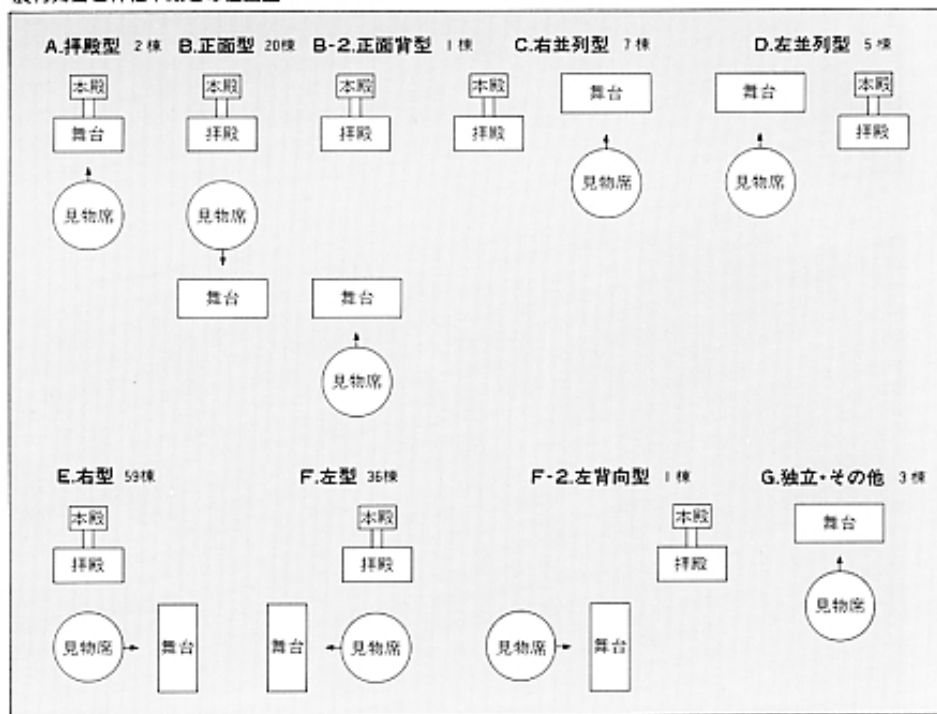 A.拝殿型 2棟
本殿
舞台
見物席
B.正面型 20棟
本殿
拝殿
見物席
舞台
B-2.正面背型 1棟
本殿
拝殿
舞台
見物席
C.右並列型 7棟
本殿
拝殿
舞台
見物席
D.左並列型 5棟
舞台
見物席
本殿
拝殿
E.右型 59棟
本殿
拝殿
見物席
舞台
F.左型 36棟
本殿
拝殿
舞台
見物席
F-2.左背向型 1棟
本殿
拝殿
見物席
舞台
G.独立・その他 3棟
舞台
見物席